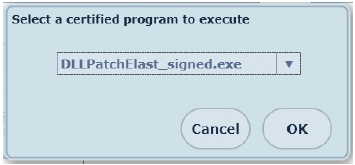 Select a certified program to execute
DLLPatchElast_signed.exe
Cancel OK